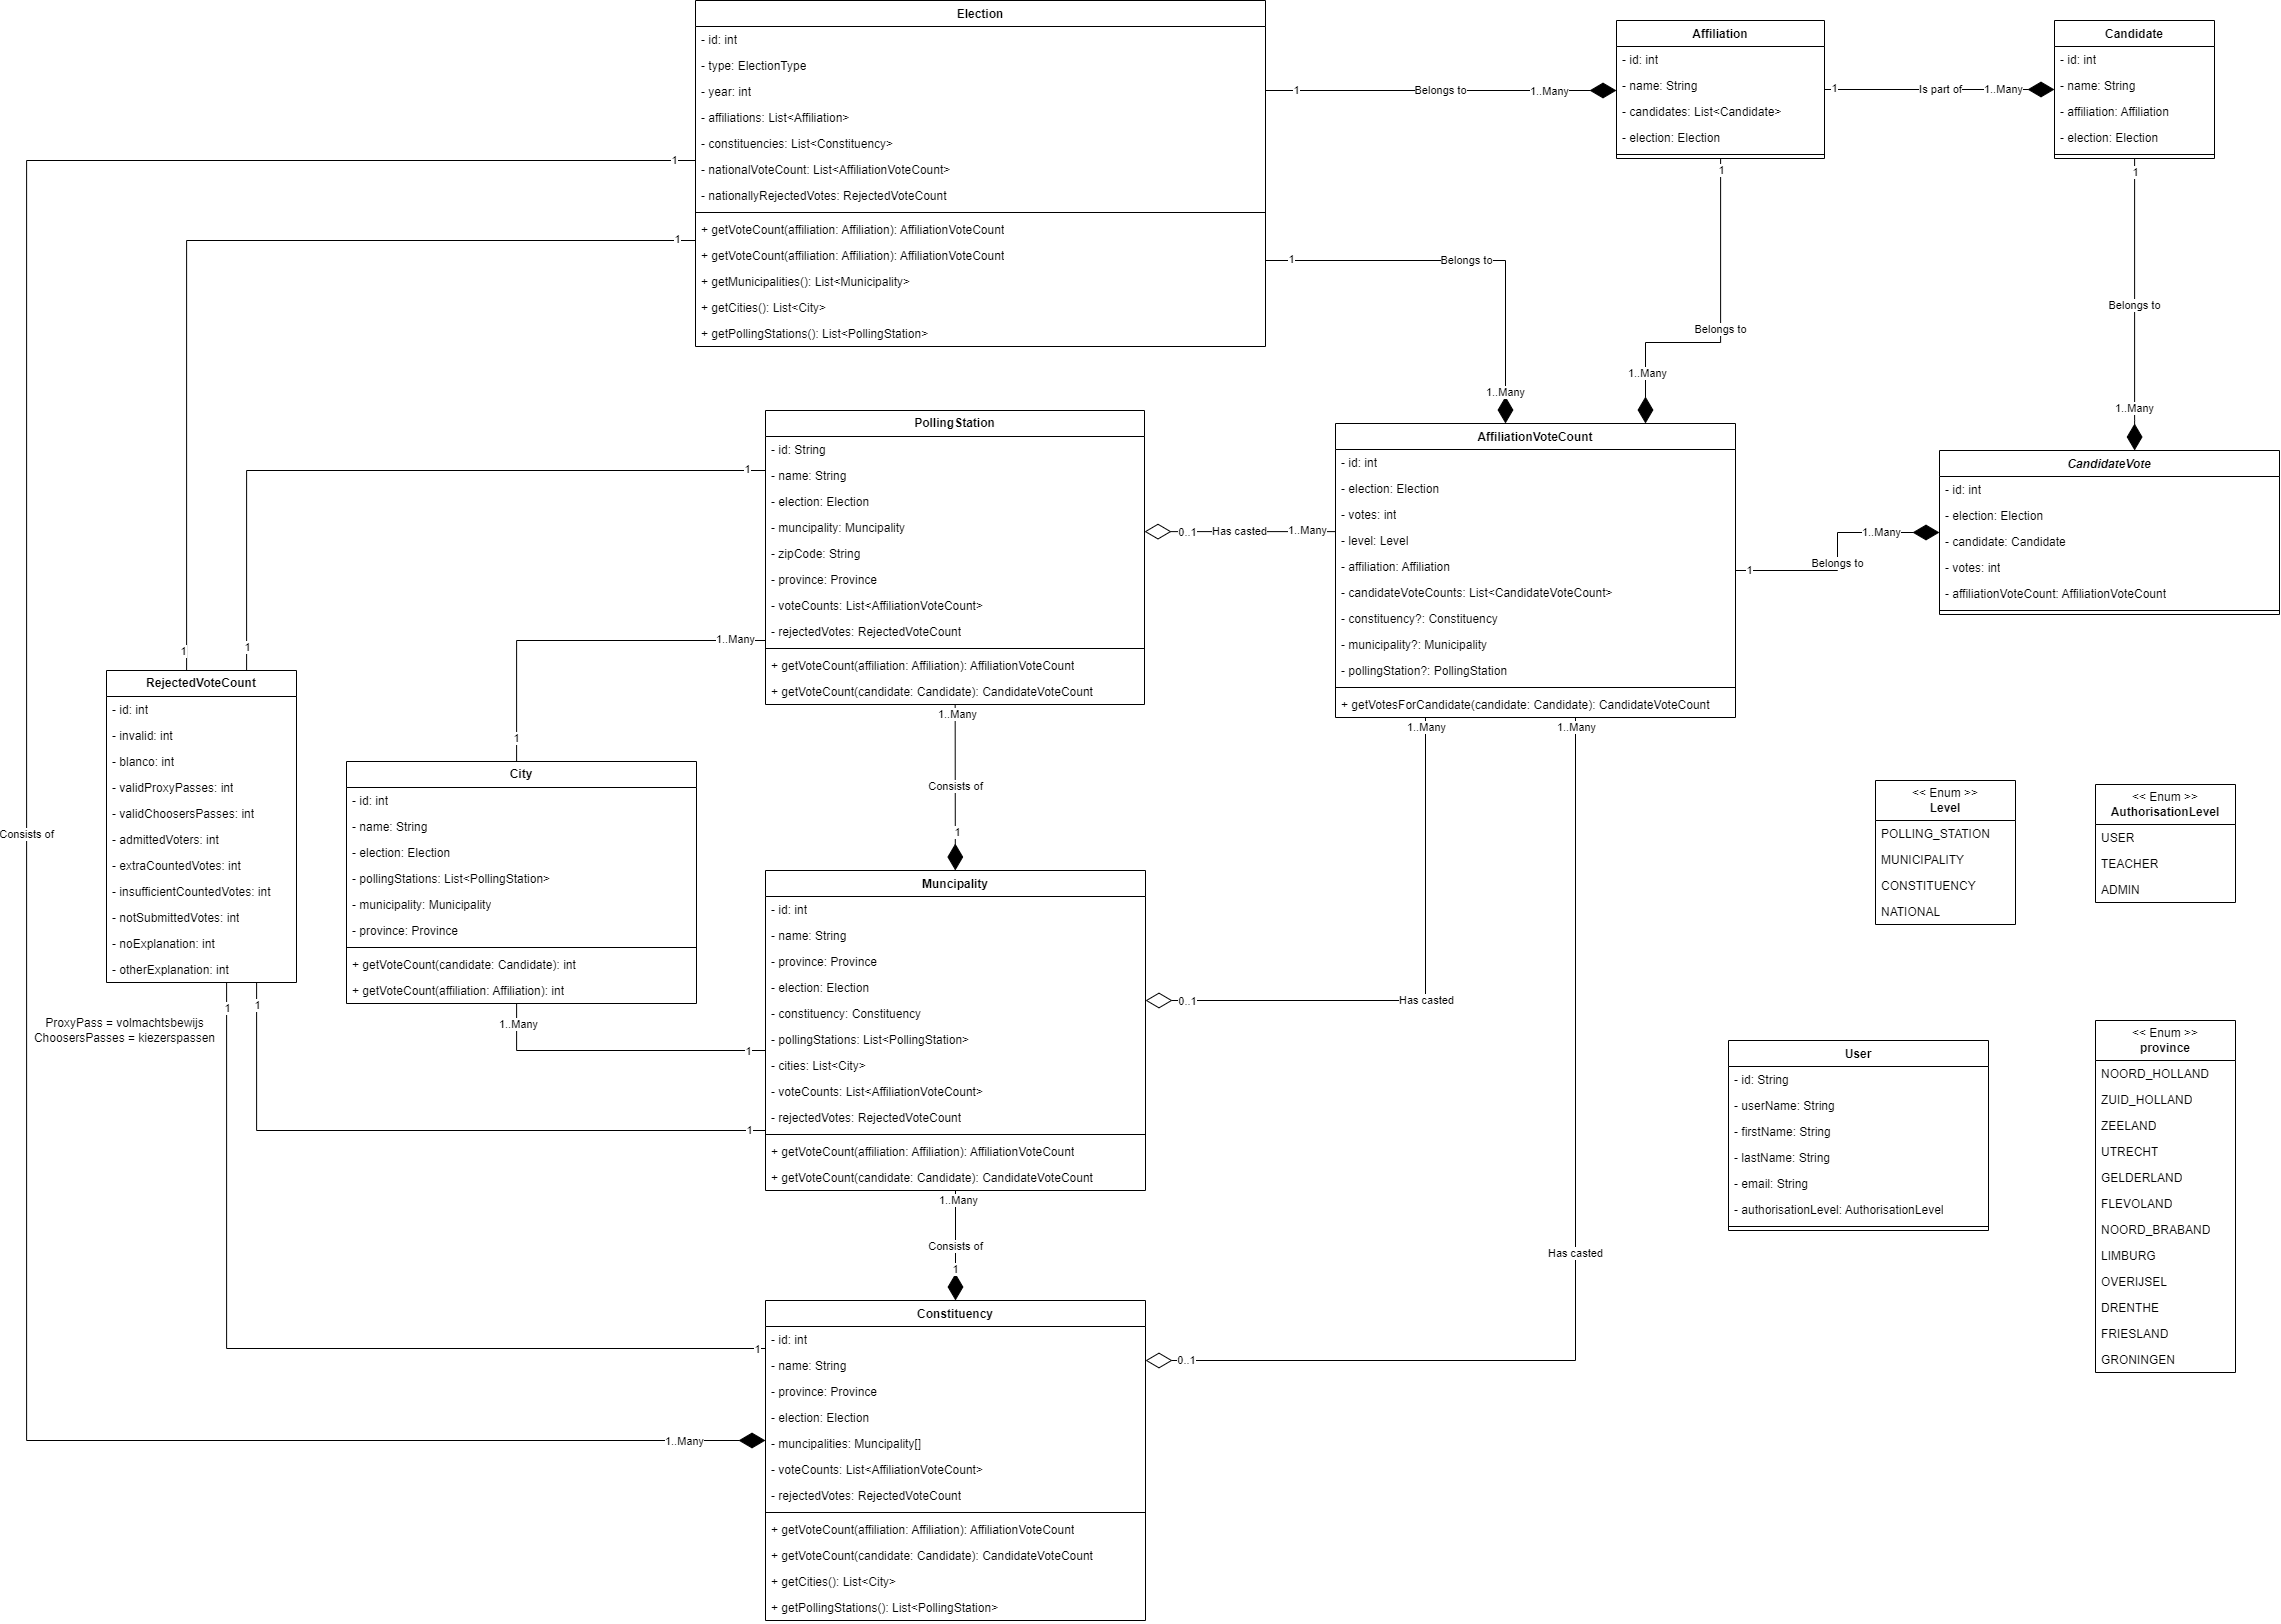 Election
- id: int
- type: ElectionType
- year: int
- affiliations: List<Affiliation>
- constituencies: List<Constituency>
- nationalVoteCount: List<AffiliationVoteCount>
- nationallyRejectedVotes: RejectedVoteCount
+ getVoteCount(affiliation: Affiliation): AffiliationVoteCount
+ getVoteCount(affiliation: Affiliation): AffiliationVoteCount
+ getMunicipalities(): List<Municipality>
+ getCities(): List<City>
+ getPollingStations(): List<PollingStation>
1
1
1
Belongs to
1..Many
1
Belongs to
1..Many
Affiliation
- id: int
- name: String
- candidates: List<Candidate>
- election: Election
1
Is part of
1..Many
1
Belongs to
1..Many
Candidate
- id: int
- name: String
- affiliation: Affiliation
- election: Election
1
Belongs to
1..Many
PollingStation
- id: String
- name: String
- election: Election
- muncipality: Muncipality
- zipCode: String
- province: Province
- voteCounts: List<AffiliationVoteCount>
- rejectedVotes: RejectedVoteCount
+ getVoteCount(affiliation: Affiliation): AffiliationVoteCount
+ getVoteCount(candidate: Candidate): CandidateVoteCount
1
1..Many
0..1
Has casted
1..Many
1..Many
Consists of
1
AffiliationVoteCount
- id: int
- election: Election
- votes: int
- level: Level
- affiliation: Affiliation
- candidateVoteCounts: List<CandidateVoteCount>
- constituency?: Constituency
- municipality?: Municipality
- pollingStation?: PollingStation
+ getVotesForCandidate(candidate: Candidate): CandidateVoteCount
1..Many
1..Many
1
Belongs to
1..Many
CandidateVote
- id: int
- election: Election
- candidate: Candidate
- votes: int
- affiliationVoteCount: AffiliationVoteCount
1
1
RejectedVoteCount
- id: int
- invalid: int
- blanco: int
- validProxyPasses: int
- validChoosersPasses: int
- admittedVoters: int
- extraCountedVotes: int
- insufficientCountedVotes: int
- notSubmittedVotes: int
- noExplanation: int
- otherExplanation: int
1
1
ProxyPass = volmachtsbewijs
ChoosersPasses = kiezerspassen
Consists of
1
City
- id: int
- name: String
- election: Election
- pollingStations: List<PollingStation>
- municipality: Municipality
- province: Province
+ getVoteCount(candidate: Candidate): int
+ getVoteCount(affiliation: Affiliation): int
1..Many
1
1
Muncipality
- id: int
- name: String
- province: Province
- election: Election
- constituency: Constituency
- pollingStations: List<PollingStation>
- cities: List<City>
- voteCounts: List<AffiliationVoteCount>
- rejectedVotes: RejectedVoteCount
+ getVoteCount(affiliation: Affiliation): AffiliationVoteCount
+ getVoteCount(candidate: Candidate): CandidateVoteCount
0..1
Has casted
1..Many
Consists of
1
Constituency
- id: int
- name: String
- province: Province
- election: Election
- muncipalities: Muncipality[]
- voteCounts: List<AffiliationVoteCount>
- rejectedVotes: RejectedVoteCount
+ getVoteCount(affiliation: Affiliation): AffiliationVoteCount
+ getVoteCount(candidate: Candidate): CandidateVoteCount
+ getCities(): List<City>
+ getPollingStations(): List<PollingStation>
1
1..Many
0..1
Has casted
<< Enum >>
Level
POLLING_STATION
MUNICIPALITY
CONSTITUENCY
NATIONAL
<< Enum >>
AuthorisationLevel
USER
TEACHER
ADMIN
User
- id: String
- userName: String
- firstName: String
- lastName: String
- email: String
- authorisationLevel: AuthorisationLevel
<< Enum >>
province
NOORD_HOLLAND
ZUID_HOLLAND
ZEELAND
UTRECHT
GELDERLAND
FLEVOLAND
NOORD_BRABAND
LIMBURG
OVERIJSEL
DRENTHE
FRIESLAND
GRONINGEN